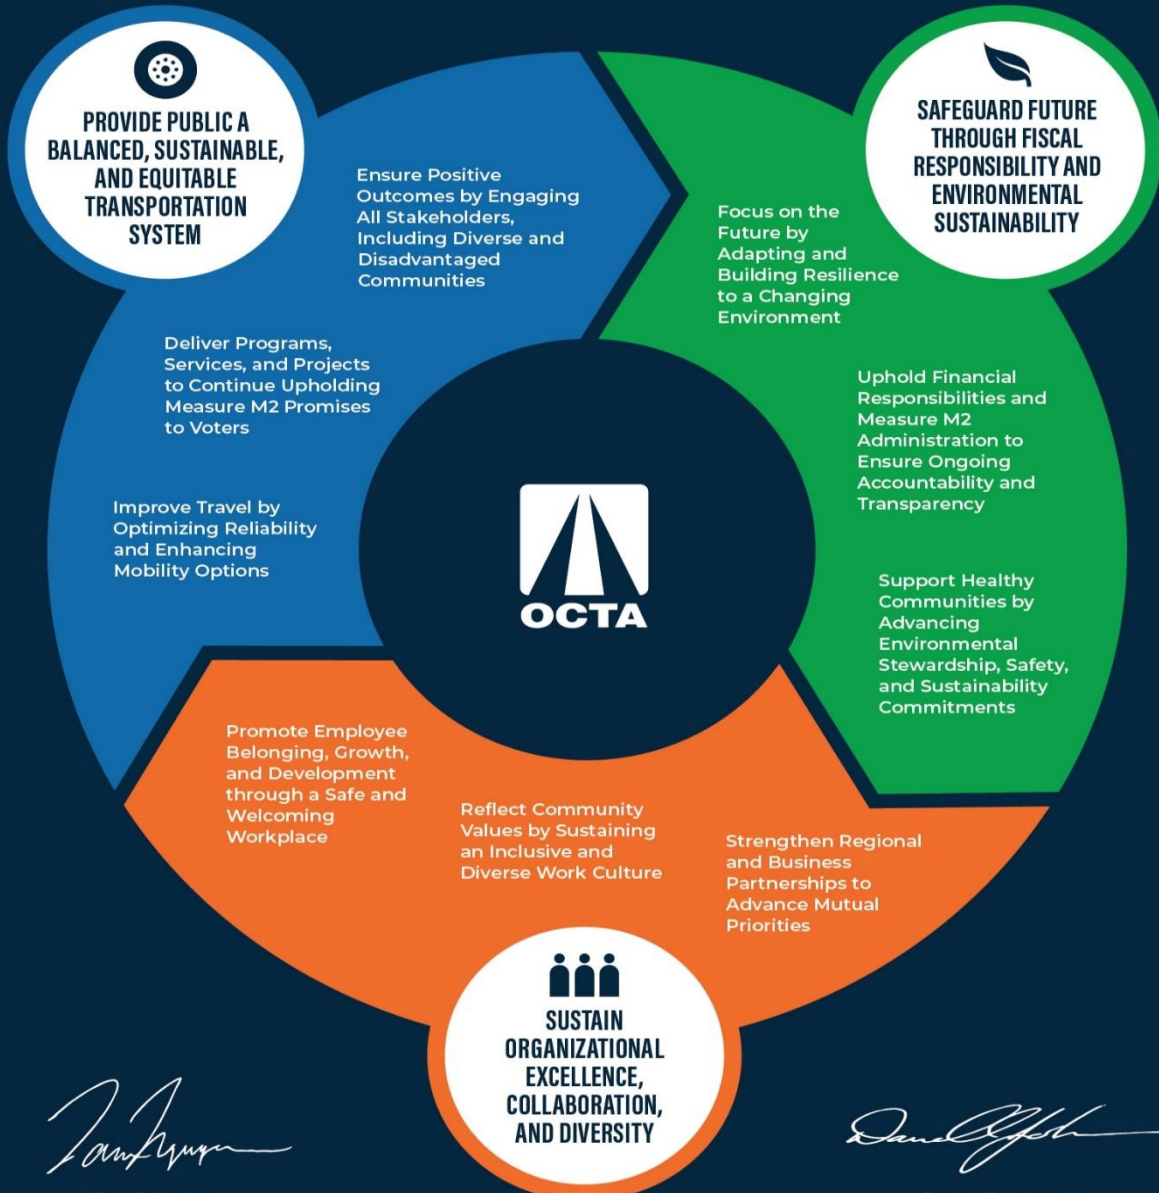 PROVIDE PUBLIC A
BALANCED, SUSTAINABLE,
AND EQUITABLE
TRANSPORTATION
SYSTEM
Ensure Positive
Outcomes by Engaging
All Stakeholders,
Including Diverse and
Disadvantaged
Communities
Deliver Programs,
Services, and Projects
to Continue Upholding
Measure M2 Promises
to Voters
Improve Travel by
Optimizing Reliability
and Enhancing
Mobility Options
SAFEGUARD FUTURE
THROUGH FISCAL
RESPONSIBILITY AND
ENVIRONMENTAL
SUSTAINABILITY
Focus on the
Future by
Adapting and
Building Resilience
to a Changing
Environment
Uphold Financial
Responsibilities and
Measure M2
Administration to
Ensure Ongoing
Accountability and
Transparency
Support Healthy
Communities by
Advancing
Environmental
Stewardship, Safety,
and Sustainability
Commitments
OCTA
Promote Employee
Belonging, Growth,
and Development
through a Safe and
Welcoming
Workplace
Reflect Community
Values by Sustaining
an Inclusive and
Diverse Work Culture
Strengthen Regional
and Business
Partnerships to
Advance Mutual
Priorities
SUSTAIN
ORGANIZATIONAL
EXCELLENCE,
COLLABORATION,
AND DIVERSITY